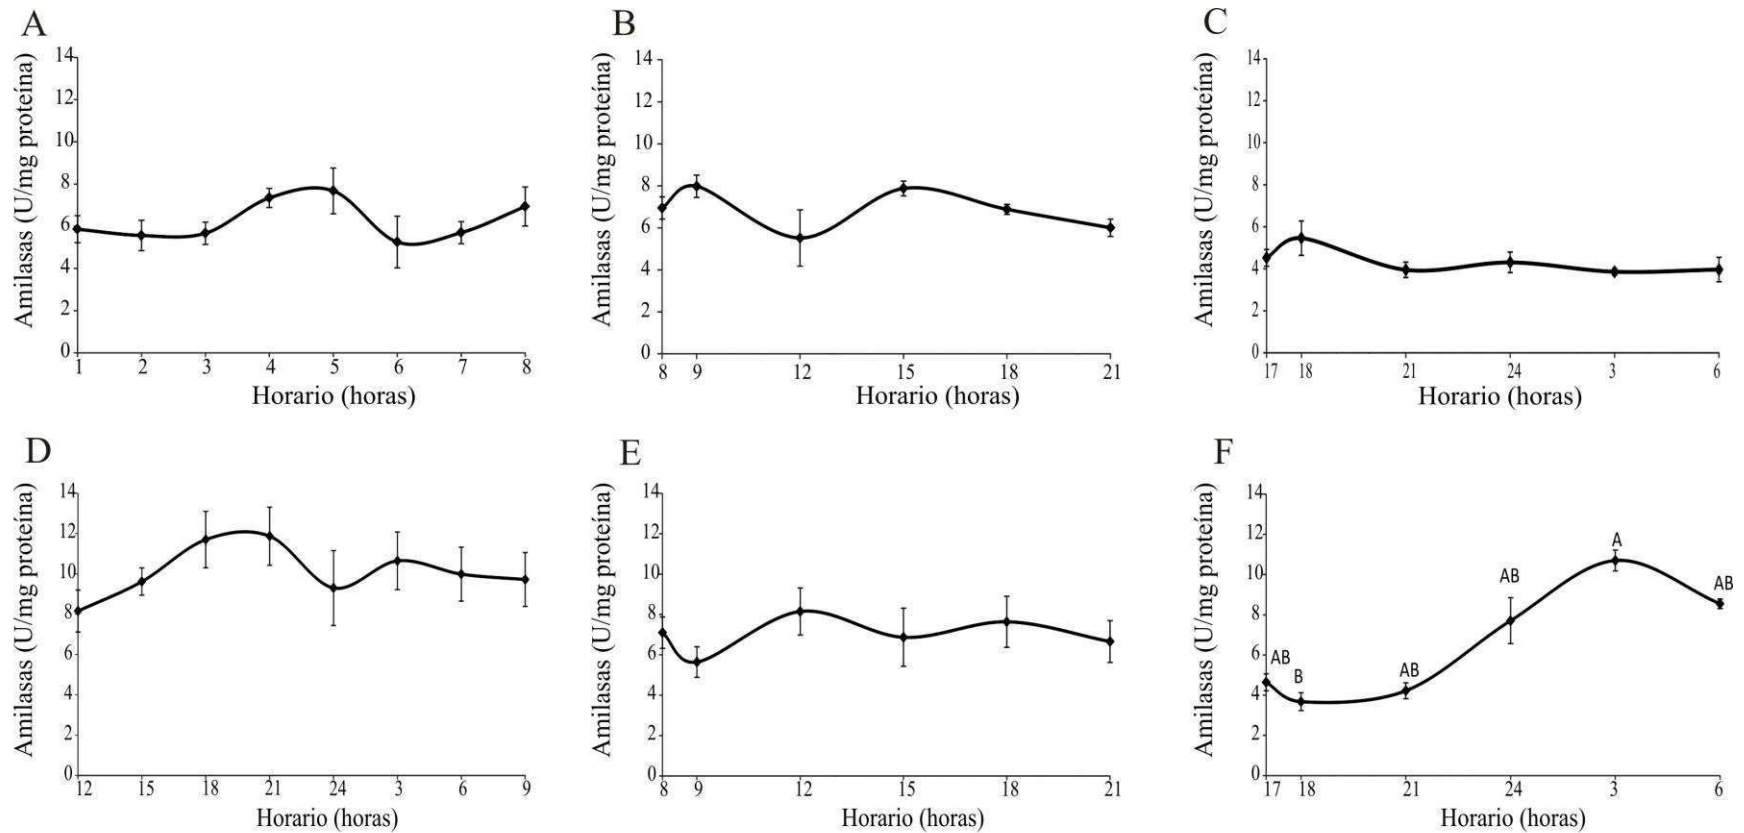 A
Amilasas (U/mg proteína)
14
12
10
8
6
4
2
0
1 2 3 4 5 6 7 8
Horario (horas)
B
Amilasas (U/mg proteína)
14
12
10
8
6
4
2
0
8 9 12 15 18 21
Horario (horas)
C
Amilasas (U/mg proteína)
14
12
10
8
6
4
2
0
17 18 21 24 3 6
Horario (horas)
D
Amilasas (U/mg proteína)
14
12
10
8
6
4
2
0
12 15 18 21 24 3 6 9
Horario (horas)
E
Amilasas (U/mg proteína)
14
12
10
8
6
4
2
0
8 9 12 15 18 21
Horario (horas)
F
Amilasas (U/mg proteína)
14
12
10
8
6
4
2
0
AB
B
AB
AB
A
AB
17 18 21 24 3 6
Horario (horas)